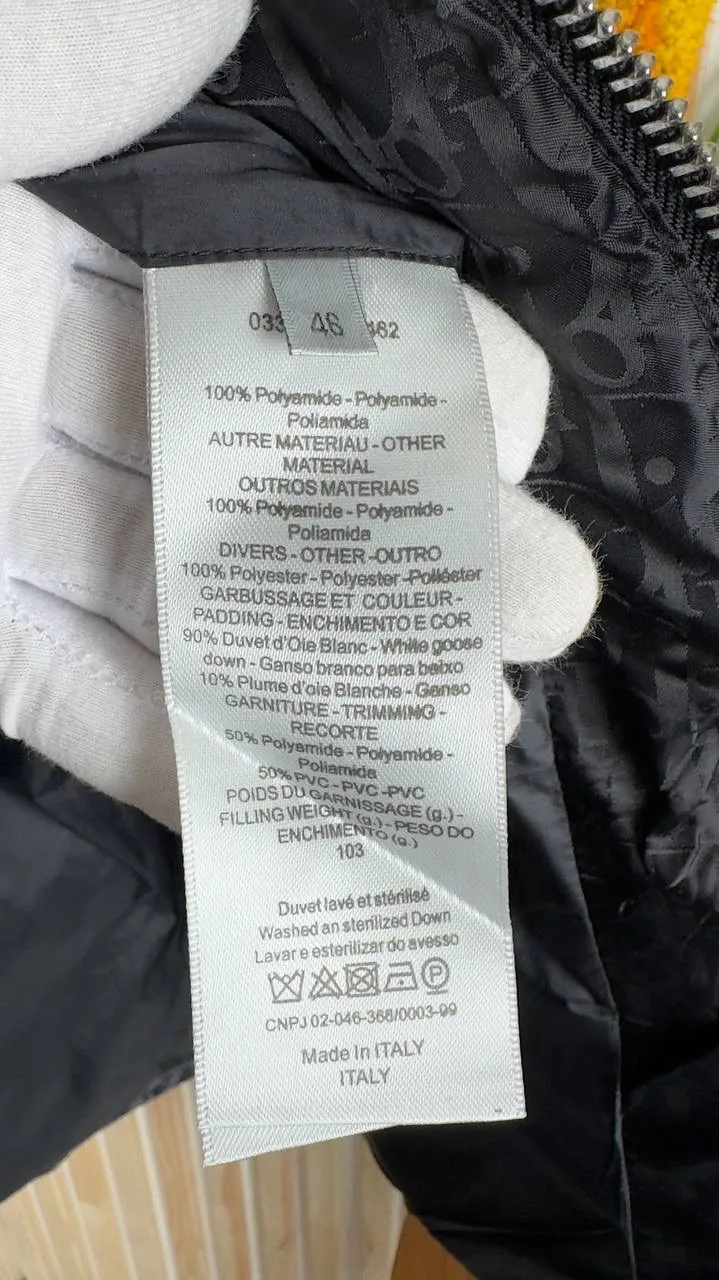 033 46 462
100% Polyamide - Polyamide -
Poliamida
AUTRE MATERIAU - OTHER
MATERIAL
OUTROS MATERIAIS
100% Polyamide - Polyamide -
Poliamida
DIVERS - OTHER -OUTRO
100% Polyester - Polyester -Poliéster
GARBUSSAGE ET COULEUR -
PADDING - ENCHIMENTO E COR
90% Duvet d'Oie Blanc - White goose
down - Ganso branco para baixo
10% Plume d'oie Blanche - Ganso
GARNITURE - TRIMMING -
RECORTE
50% Polyamide - Polyamide -
Poliamida
50% PVC - PVC -PVC
POIDS DU GARNISSAGE (g.) -
FILLING WEIGHT (g.) - PESO DO
ENCHIMENTO (g.)
103
Duvet lavé et stérilisé
Washed an sterilized Down
Lavar e esterilizar do avesso
P
CNPJ 02-046-366/0003-99
Made in ITALY
ITALY